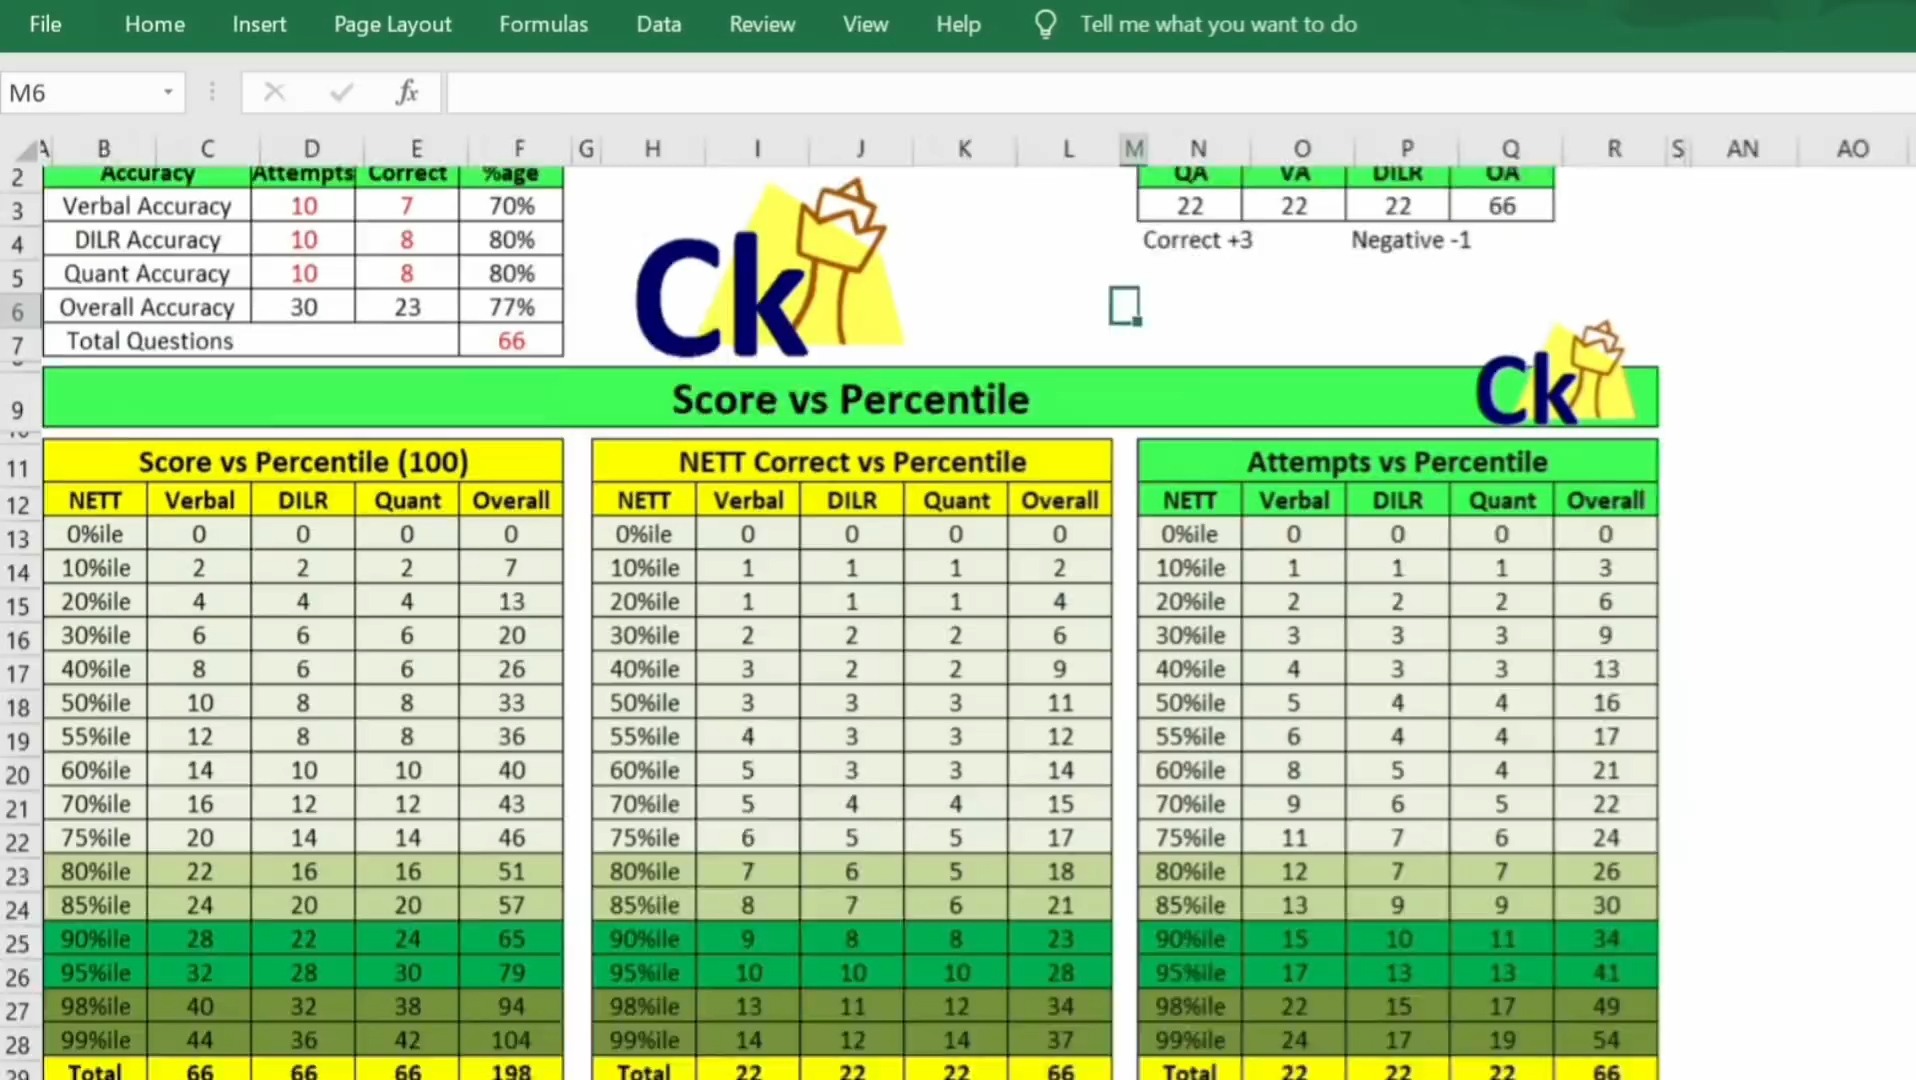 File Home Insert Page Layout Formulas Data Review View Help Tell me what you want to do
M6 fx
A B C D E F G H I J K L M N O P Q R S AN AO
2 Accuracy Attempts Correct %age QA VA DILR OA
3 Verbal Accuracy 10 7 70% 22 22 22 66
4 DILR Accuracy 10 8 80% Correct +3 Negative -1
5 Quant Accuracy 10 8 80%
6 Overall Accuracy 30 23 77%
7 Total Questions 66
Ck
9 Score vs Percentile Ck
11 Score vs Percentile (100) NETT Correct vs Percentile Attempts vs Percentile
12 NETT Verbal DILR Quant Overall NETT Verbal DILR Quant Overall NETT Verbal DILR Quant Overall
13 0%ile 0 0 0 0 0%ile 0 0 0 0 0%ile 0 0 0 0
14 10%ile 2 2 2 7 10%ile 1 1 1 2 10%ile 1 1 1 3
15 20%ile 4 4 4 13 20%ile 1 1 1 4 20%ile 2 2 2 6
16 30%ile 6 6 6 20 30%ile 2 2 2 6 30%ile 3 3 3 9
17 40%ile 8 6 6 26 40%ile 3 2 2 9 40%ile 4 3 3 13
18 50%ile 10 8 8 33 50%ile 3 3 3 11 50%ile 5 4 4 16
19 55%ile 12 8 8 36 55%ile 4 3 3 12 55%ile 6 4 4 17
20 60%ile 14 10 10 40 60%ile 5 3 3 14 60%ile 8 5 4 21
21 70%ile 16 12 12 43 70%ile 5 4 4 15 70%ile 9 6 5 22
22 75%ile 20 14 14 46 75%ile 6 5 5 17 75%ile 11 7 6 24
23 80%ile 22 16 16 51 80%ile 7 6 5 18 80%ile 12 7 7 26
24 85%ile 24 20 20 57 85%ile 8 7 6 21 85%ile 13 9 9 30
25 90%ile 28 22 24 65 90%ile 9 8 8 23 90%ile 15 10 11 34
26 95%ile 32 28 30 79 95%ile 10 10 10 28 95%ile 17 13 13 41
27 98%ile 40 32 38 94 98%ile 13 11 12 34 98%ile 22 15 17 49
28 99%ile 44 36 42 104 99%ile 14 12 14 37 99%ile 24 17 19 54
29 Total 66 66 66 198 Total 22 22 22 66 Total 22 22 22 66